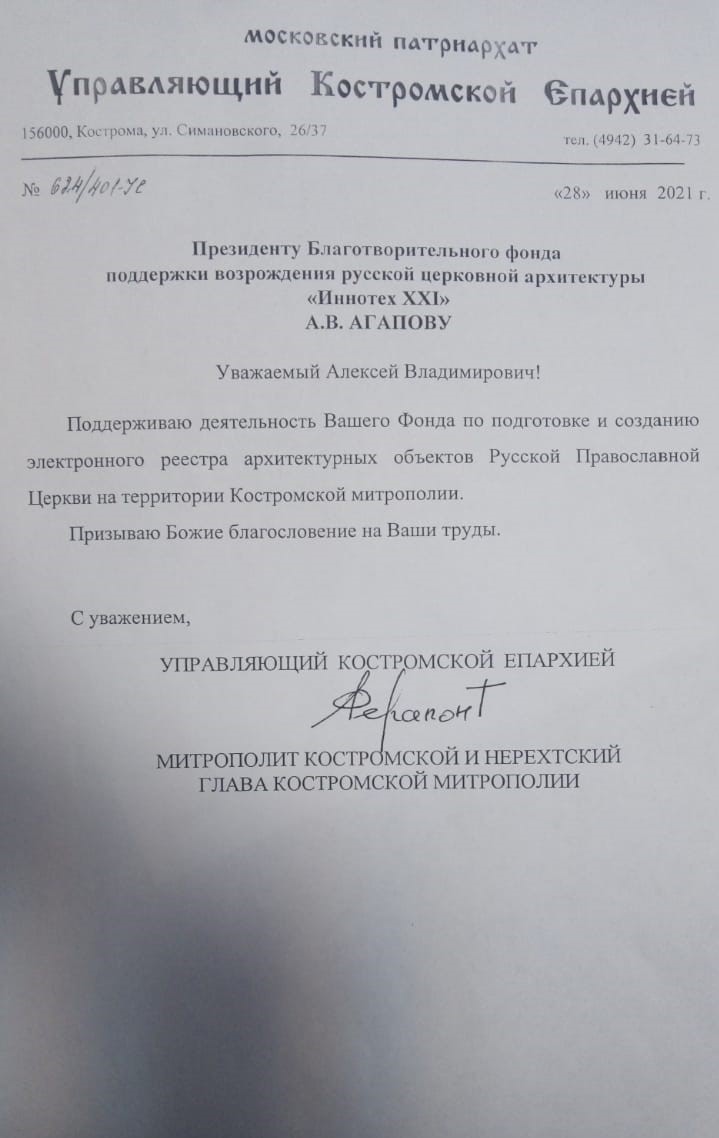 МОСКОВСКИЙ ПАТРИАРХАТ
Управляющий Костромской Епархией
156000, Кострома, ул. Симановского, 26/37
тел. (4942) 31-64-73
№ 624/401-УС
«28» июня 2021 г.
Президенту Благотворительного фонда
поддержки возрождения русской церковной архитектуры
«Иннотех XXI»
А.В. АГАПОВУ
Уважаемый Алексей Владимирович!
Поддерживаю деятельность Вашего Фонда по подготовке и созданию
электронного реестра архитектурных объектов Русской Православной
Церкви на территории Костромской митрополии.
Призываю Божие благословение на Ваши труды.
С уважением,
УПРАВЛЯЮЩИЙ КОСТРОМСКОЙ ЕПАРХИЕЙ
Ферапонт
МИТРОПОЛИТ КОСТРОМСКОЙ И НЕРЕХТСКИЙ
ГЛАВА КОСТРОМСКОЙ МИТРОПОЛИИ